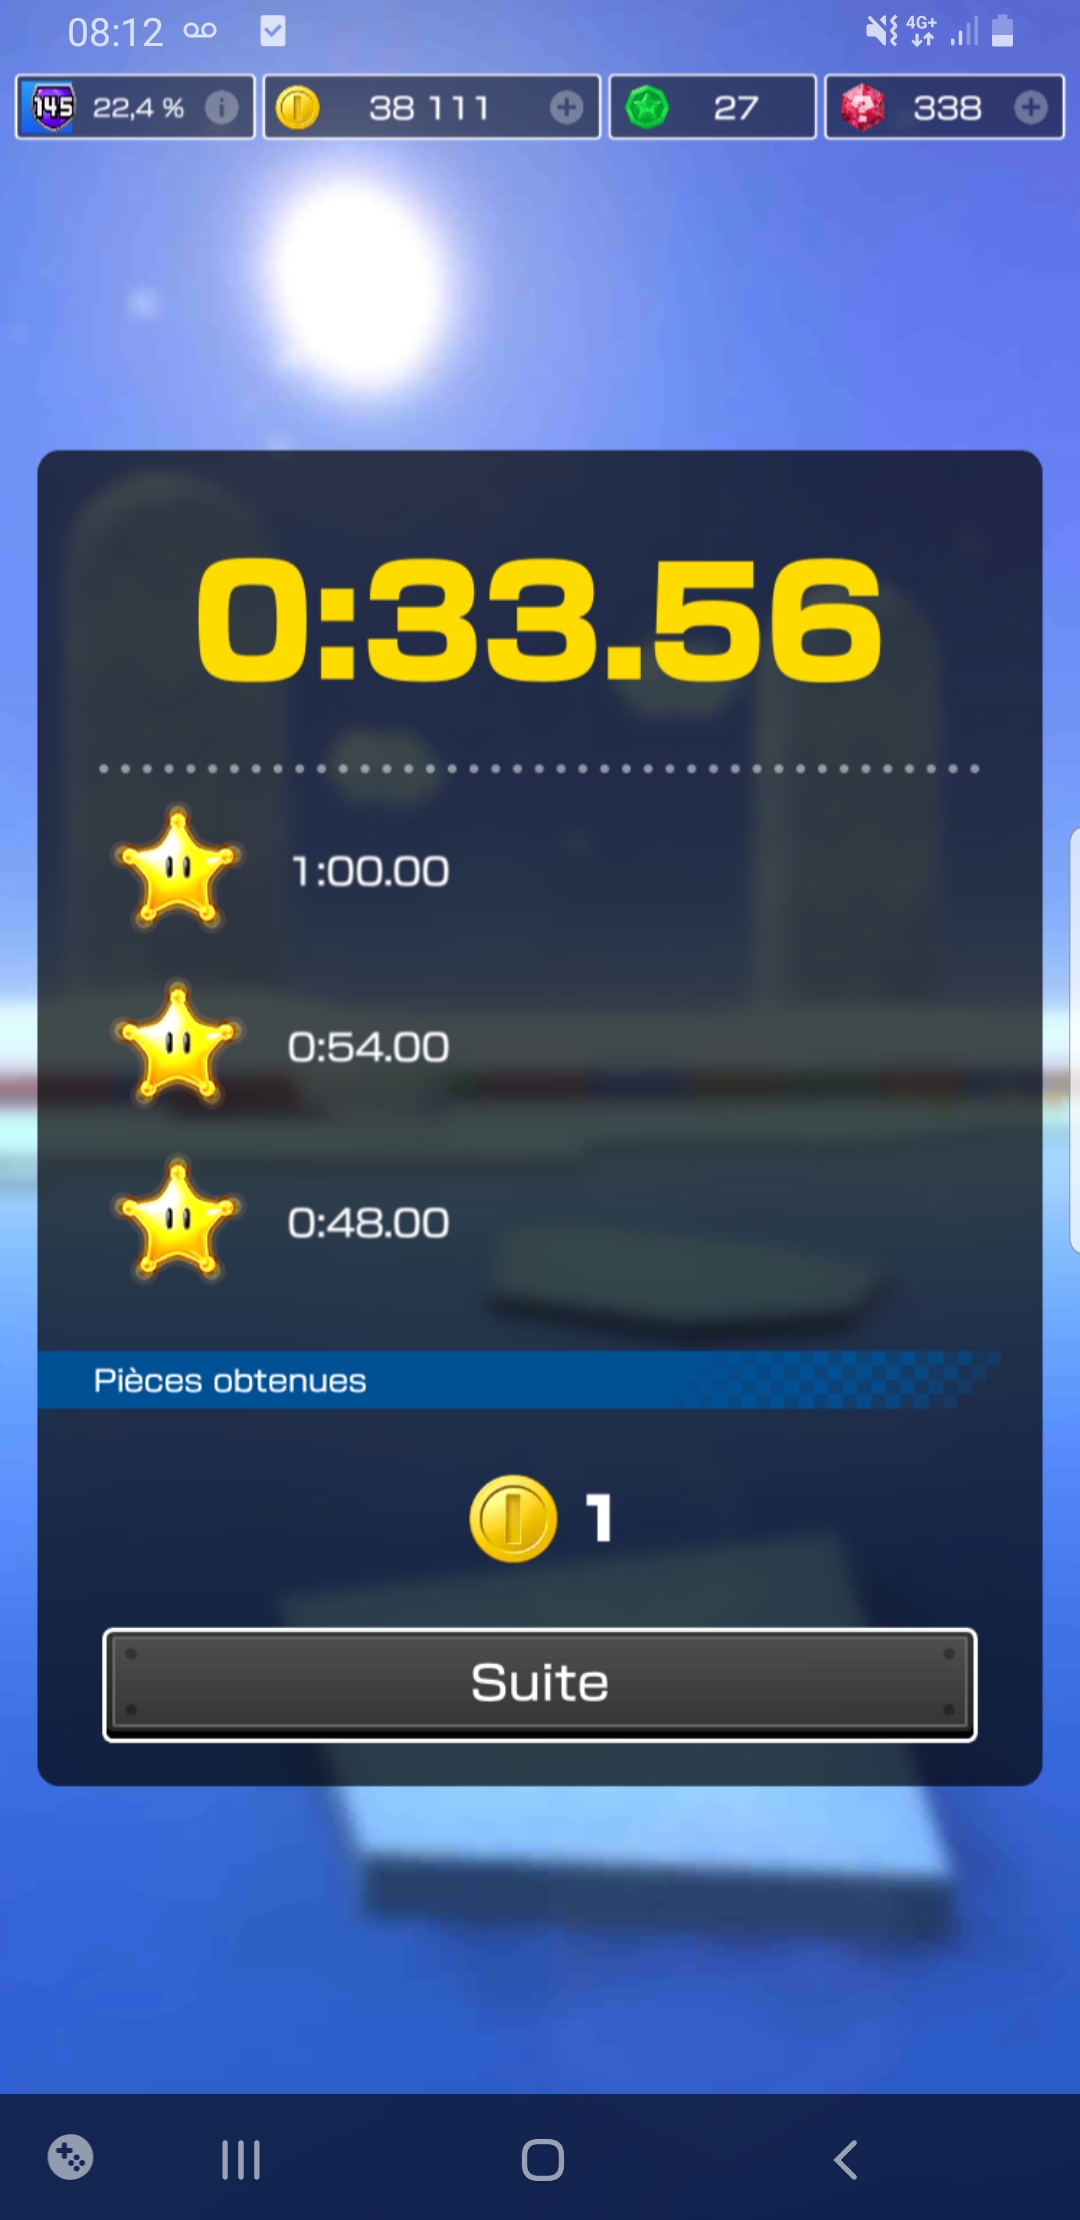 08:12 4G+
145 22,4 % 38 111 27 338
0:33.56
1:00.00
0:54.00
0:48.00
Pièces obtenues
1
Suite